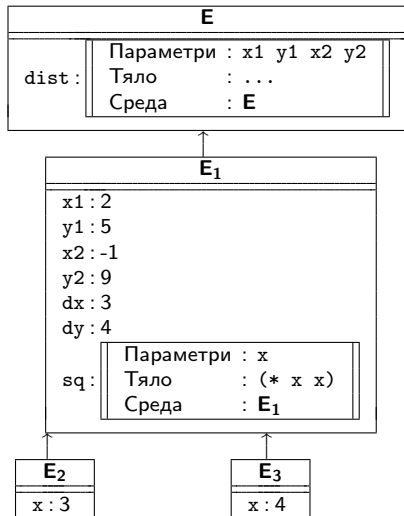 E
Параметри : x1 y1 x2 y2
dist : Тяло : ...
Среда : E
E₁
x1 : 2
y1 : 5
x2 : -1
y2 : 9
dx : 3
dy : 4
Параметри : x
sq : Тяло : (* x x)
Среда : E₁
E₂
x : 3
E₃
x : 4